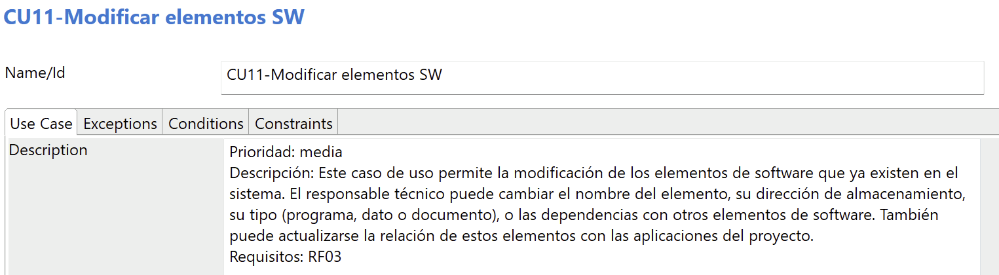 CU11-Modificar elementos SW
Name/Id
CU11-Modificar elementos SW
Use Case Exceptions Conditions Constraints
Description
Prioridad: media
Descripción: Este caso de uso permite la modificación de los elementos de software que ya existen en el
sistema. El responsable técnico puede cambiar el nombre del elemento, su dirección de almacenamiento,
su tipo (programa, dato o documento), o las dependencias con otros elementos de software. También
puede actualizarse la relación de estos elementos con las aplicaciones del proyecto.
Requisitos: RF03